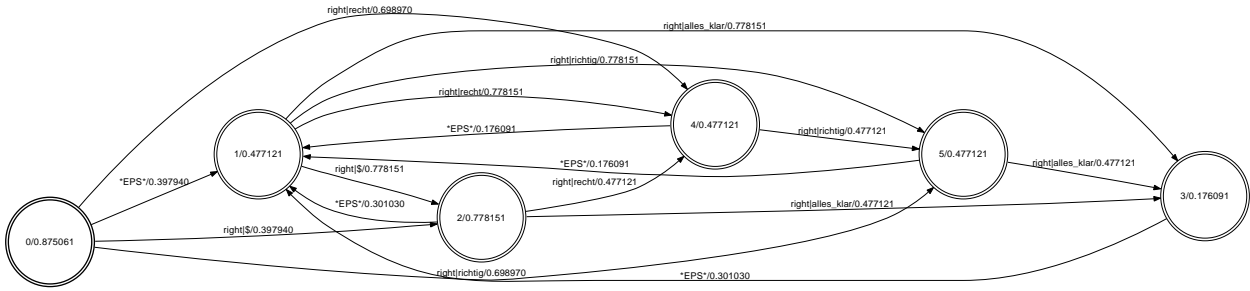 right|recht/0.698970
right|alles_klar/0.778151
right|richtig/0.778151
right|recht/0.778151
*EPS*/0.176091
4/0.477121
right|richtig/0.477121
1/0.477121
right|$/0.778151
*EPS*/0.176091
5/0.477121
right|alles_klar/0.477121
*EPS*/0.397940
right|recht/0.477121
*EPS*/0.301030
2/0.778151
right|alles_klar/0.477121
3/0.176091
right|$/0.397940
0/0.875061
right|richtig/0.698970
*EPS*/0.301030